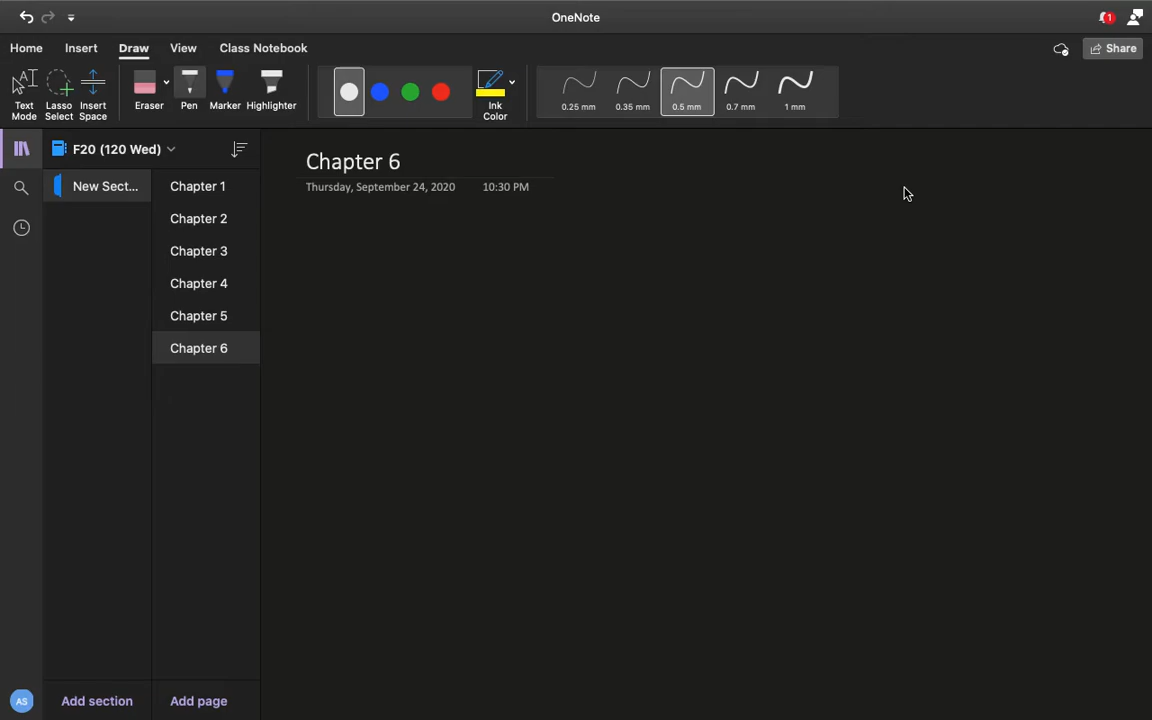 OneNote
1
Home Insert Draw View Class Notebook
Share
Text Mode
Lasso Select
Insert Space
Eraser
Pen
Marker
Highlighter
Ink Color
0.25 mm
0.35 mm
0.5 mm
0.7 mm
1 mm
F20 (120 Wed)
New Sect...
Chapter 1
Chapter 2
Chapter 3
Chapter 4
Chapter 5
Chapter 6
Chapter 6
Thursday, September 24, 2020 10:30 PM
AS
Add section
Add page